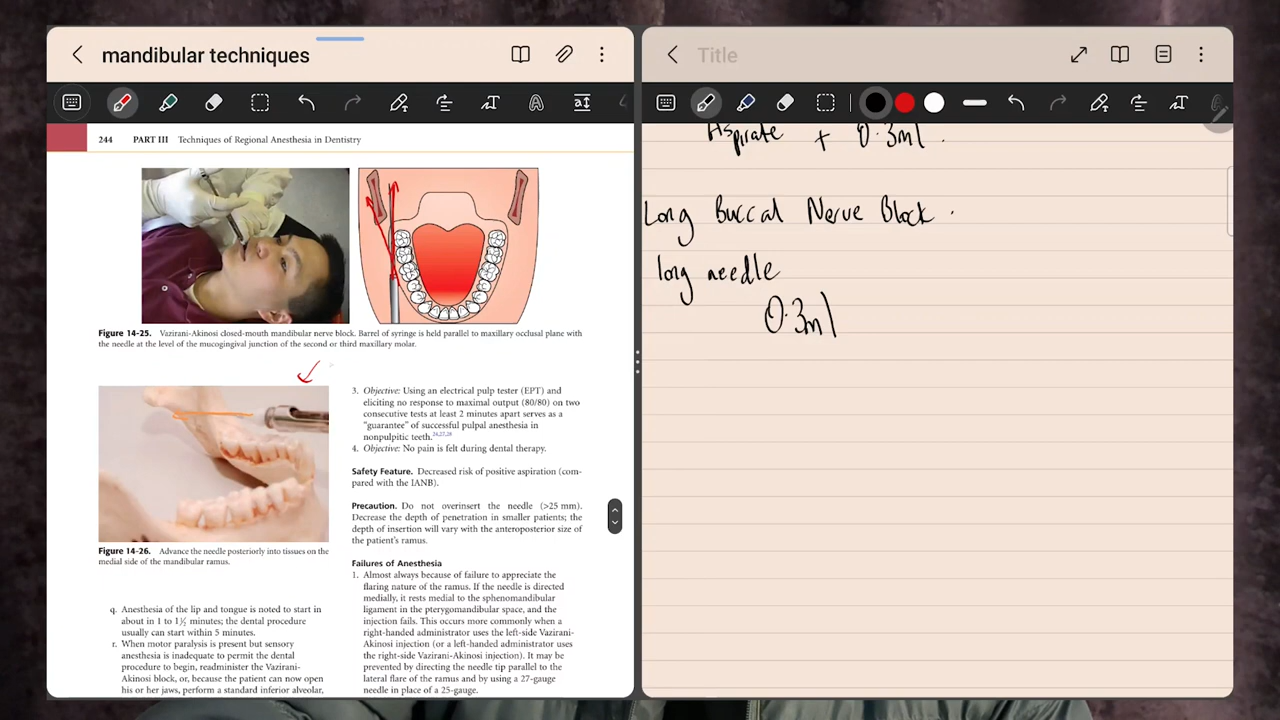 mandibular techniques
244 PART III Techniques of Regional Anesthesia in Dentistry
Figure 14-25. Vazirani-Akinosi closed-mouth mandibular nerve block. Barrel of syringe is held parallel to maxillary occlusal plane with
the needle at the level of the mucogingival junction of the second or third maxillary molar.
Figure 14-26. Advance the needle posteriorly into tissues on the
medial side of the mandibular ramus.
q. Anesthesia of the lip and tongue is noted to start in
about in 1 to 1½ minutes; the dental procedure
usually can start within 5 minutes.
r. When motor paralysis is present but sensory
anesthesia is inadequate to permit the dental
procedure to begin, readminister the Vazirani-
Akinosi block, or, because the patient can now open
his or her jaws, perform a standard inferior alveolar,
3. Objective: Using an electrical pulp tester (EPT) and
eliciting no response to maximal output (80/80) on two
consecutive tests at least 2 minutes apart serves as a
“guarantee” of successful pulpal anesthesia in
nonpulpitic teeth.26,27,28
4. Objective: No pain is felt during dental therapy.
Safety Feature. Decreased risk of positive aspiration (com-
pared with the IANB).
Precaution. Do not overinsert the needle (>25 mm).
Decrease the depth of penetration in smaller patients; the
depth of insertion will vary with the anteroposterior size of
the patient's ramus.
Failures of Anesthesia
1. Almost always because of failure to appreciate the
flaring nature of the ramus. If the needle is directed
medially, it rests medial to the sphenomandibular
ligament in the pterygomandibular space, and the
injection fails. This occurs more commonly when a
right-handed administrator uses the left-side Vazirani-
Akinosi injection (or a left-handed administrator uses
the right-side Vazirani-Akinosi injection). It may be
prevented by directing the needle tip parallel to the
lateral flare of the ramus and by using a 27-gauge
needle in place of a 25-gauge.
Title
Aspirate + 0.3ml.
Long Buccal Nerve Block.
long needle
0.3ml